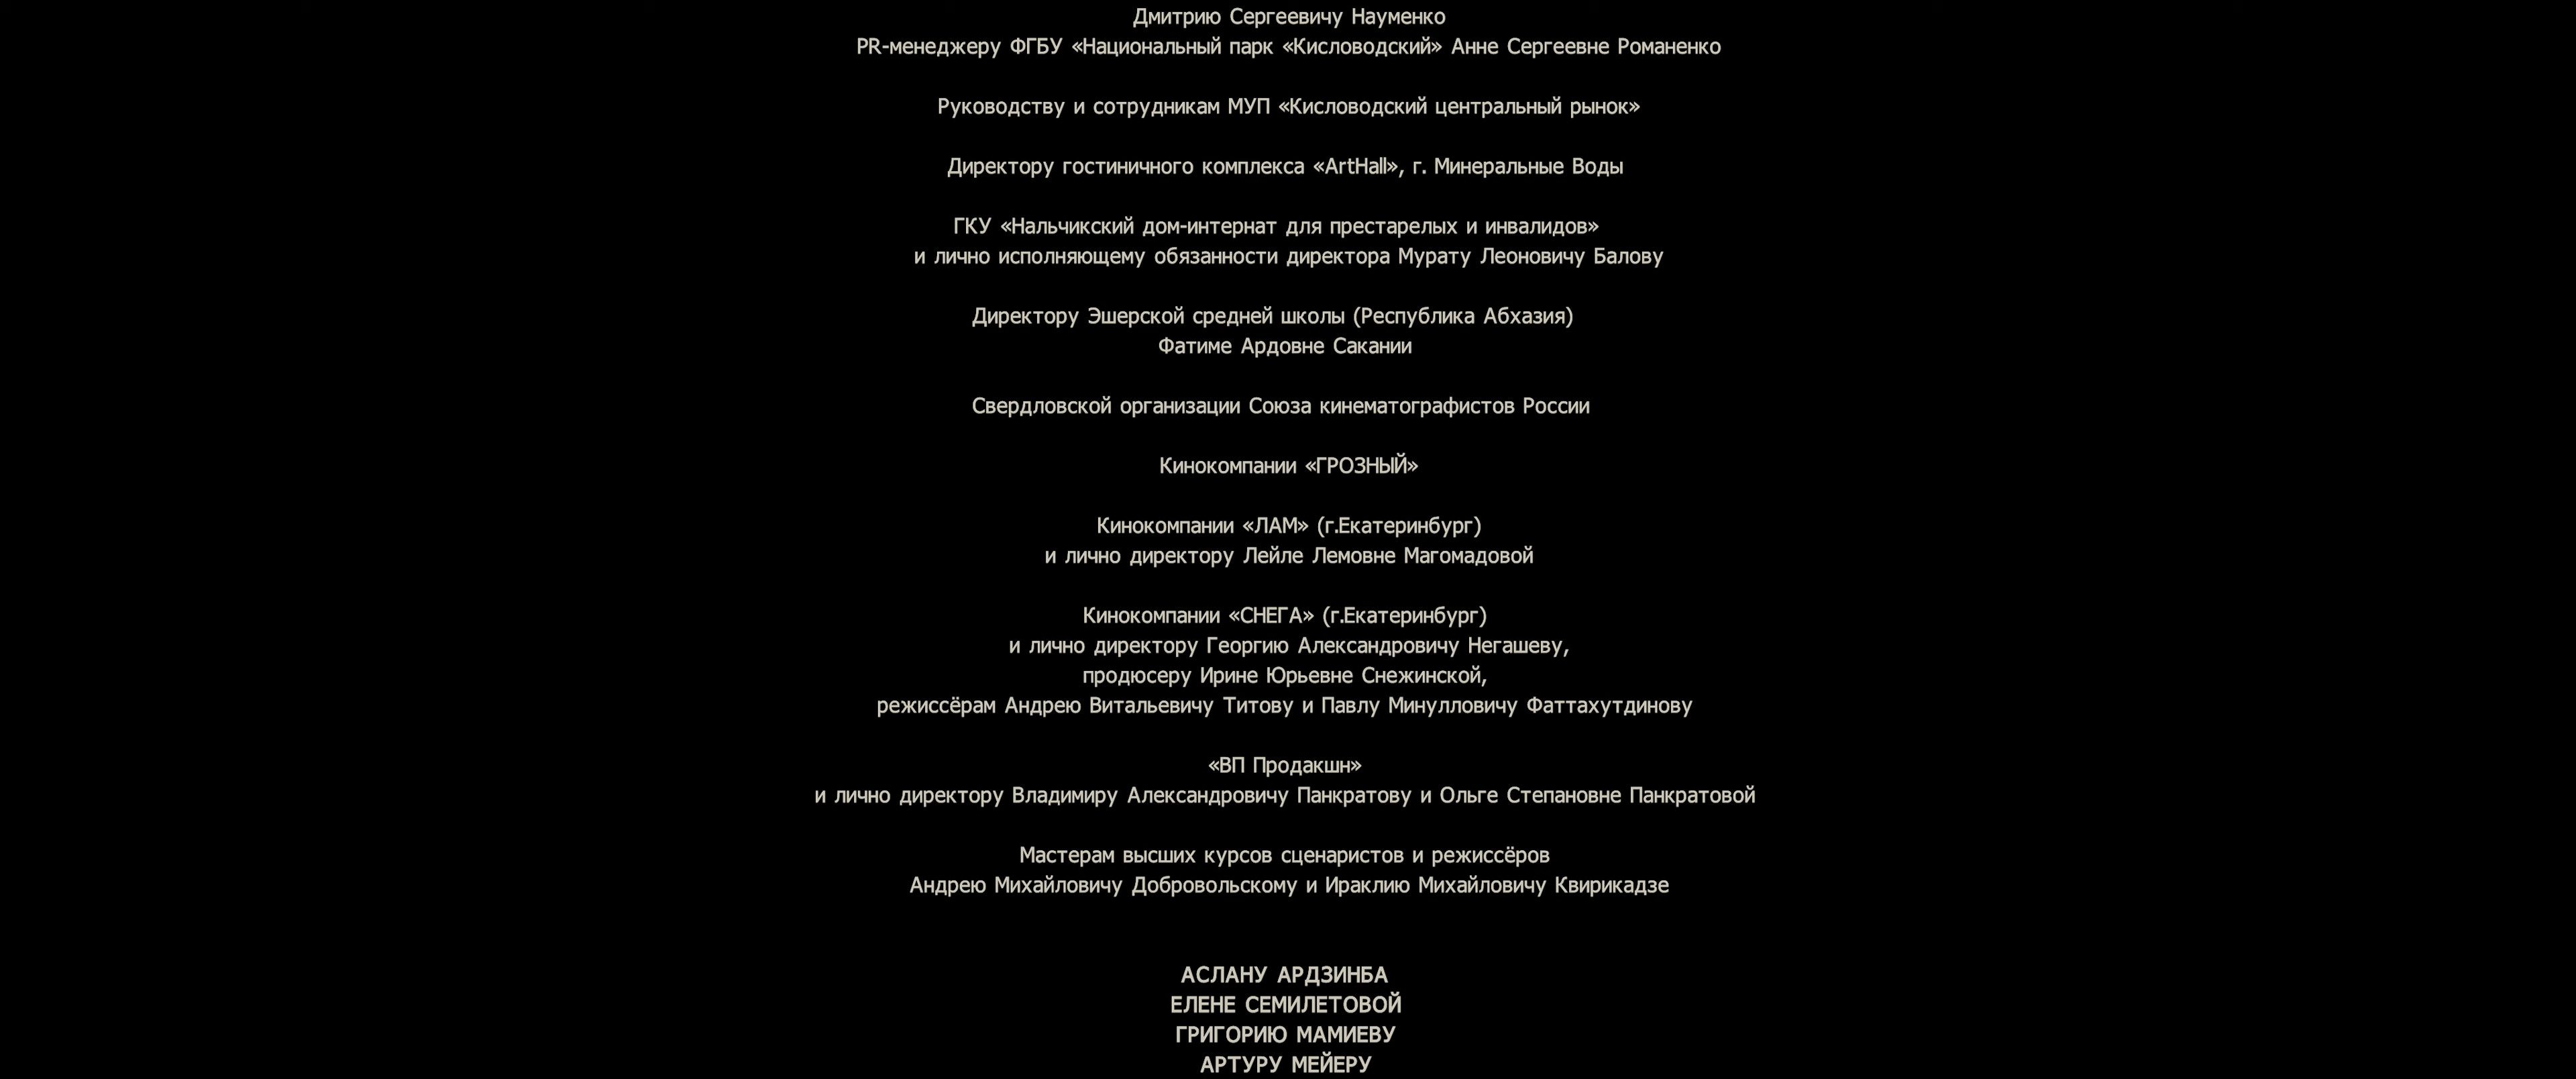 Дмитрию Сергеевичу Науменко
PR-менеджеру ФГБУ «Национальный парк «Кисловодский» Анне Сергеевне Романенко
Руководству и сотрудникам МУП «Кисловодский центральный рынок»
Директору гостиничного комплекса «ArtHall», г. Минеральные Воды
ГКУ «Нальчикский дом-интернат для престарелых и инвалидов»
и лично исполняющему обязанности директора Мурату Леоновичу Балову
Директору Эшерской средней школы (Республика Абхазия)
Фатиме Ардовне Сакании
Свердловской организации Союза кинематографистов России
Кинокомпании «ГРОЗНЫЙ»
Кинокомпании «ЛАМ» (г.Екатеринбург)
и лично директору Лейле Лемовне Магомадовой
Кинокомпании «СНЕГА» (г.Екатеринбург)
и лично директору Георгию Александровичу Негашеву,
продюсеру Ирине Юрьевне Снежинской,
режиссёрам Андрею Витальевичу Титову и Павлу Минулловичу Фаттахутдинову
«ВП Продакшн»
и лично директору Владимиру Александровичу Панкратову и Ольге Степановне Панкратовой
Мастерам высших курсов сценаристов и режиссёров
Андрею Михайловичу Добровольскому и Ираклию Михайловичу Квирикадзе
АСЛАНУ АРДЗИНБА
ЕЛЕНЕ СЕМИЛЕТОВОЙ
ГРИГОРИЮ МАМИЕВУ
АРТУРУ МЕЙЕРУ